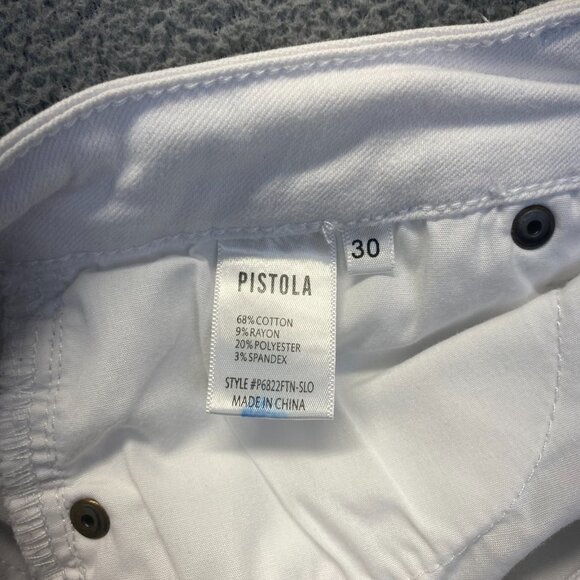 PISTOLA
30
68%COTTON
9%RAYON
20%POLYESTER
3%SPANDEX
STYLE #P6822FTN-SLO
MADE IN CHINA